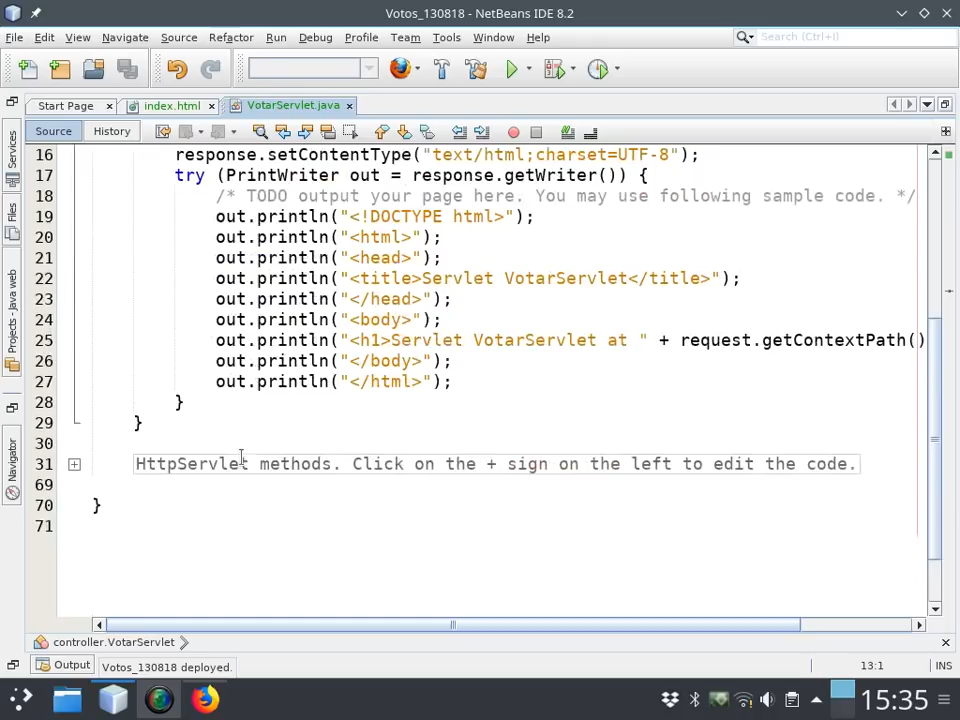 Votos_130818 - NetBeans IDE 8.2
File Edit View Navigate Source Refactor Run Debug Profile Team Tools Window Help
Search (Ctrl+I)
Start Page index.html VotarServlet.java
Source History
Services
Files
Projects - Java web
Navigator
16 response.setContentType("text/html;charset=UTF-8");
17 try (PrintWriter out = response.getWriter()) {
18 /* TODO output your page here. You may use following sample code. */
19 out.println("<!DOCTYPE html>");
20 out.println("<html>");
21 out.println("<head>");
22 out.println("<title>Servlet VotarServlet</title>");
23 out.println("</head>");
24 out.println("<body>");
25 out.println("<h1>Servlet VotarServlet at " + request.getContextPath()
26 out.println("</body>");
27 out.println("</html>");
28 }
29 }
30
31 HttpServlet methods. Click on the + sign on the left to edit the code.
69
70 }
71
controller.VotarServlet
Output Votos_130818 deployed. 13:1 INS
15:35